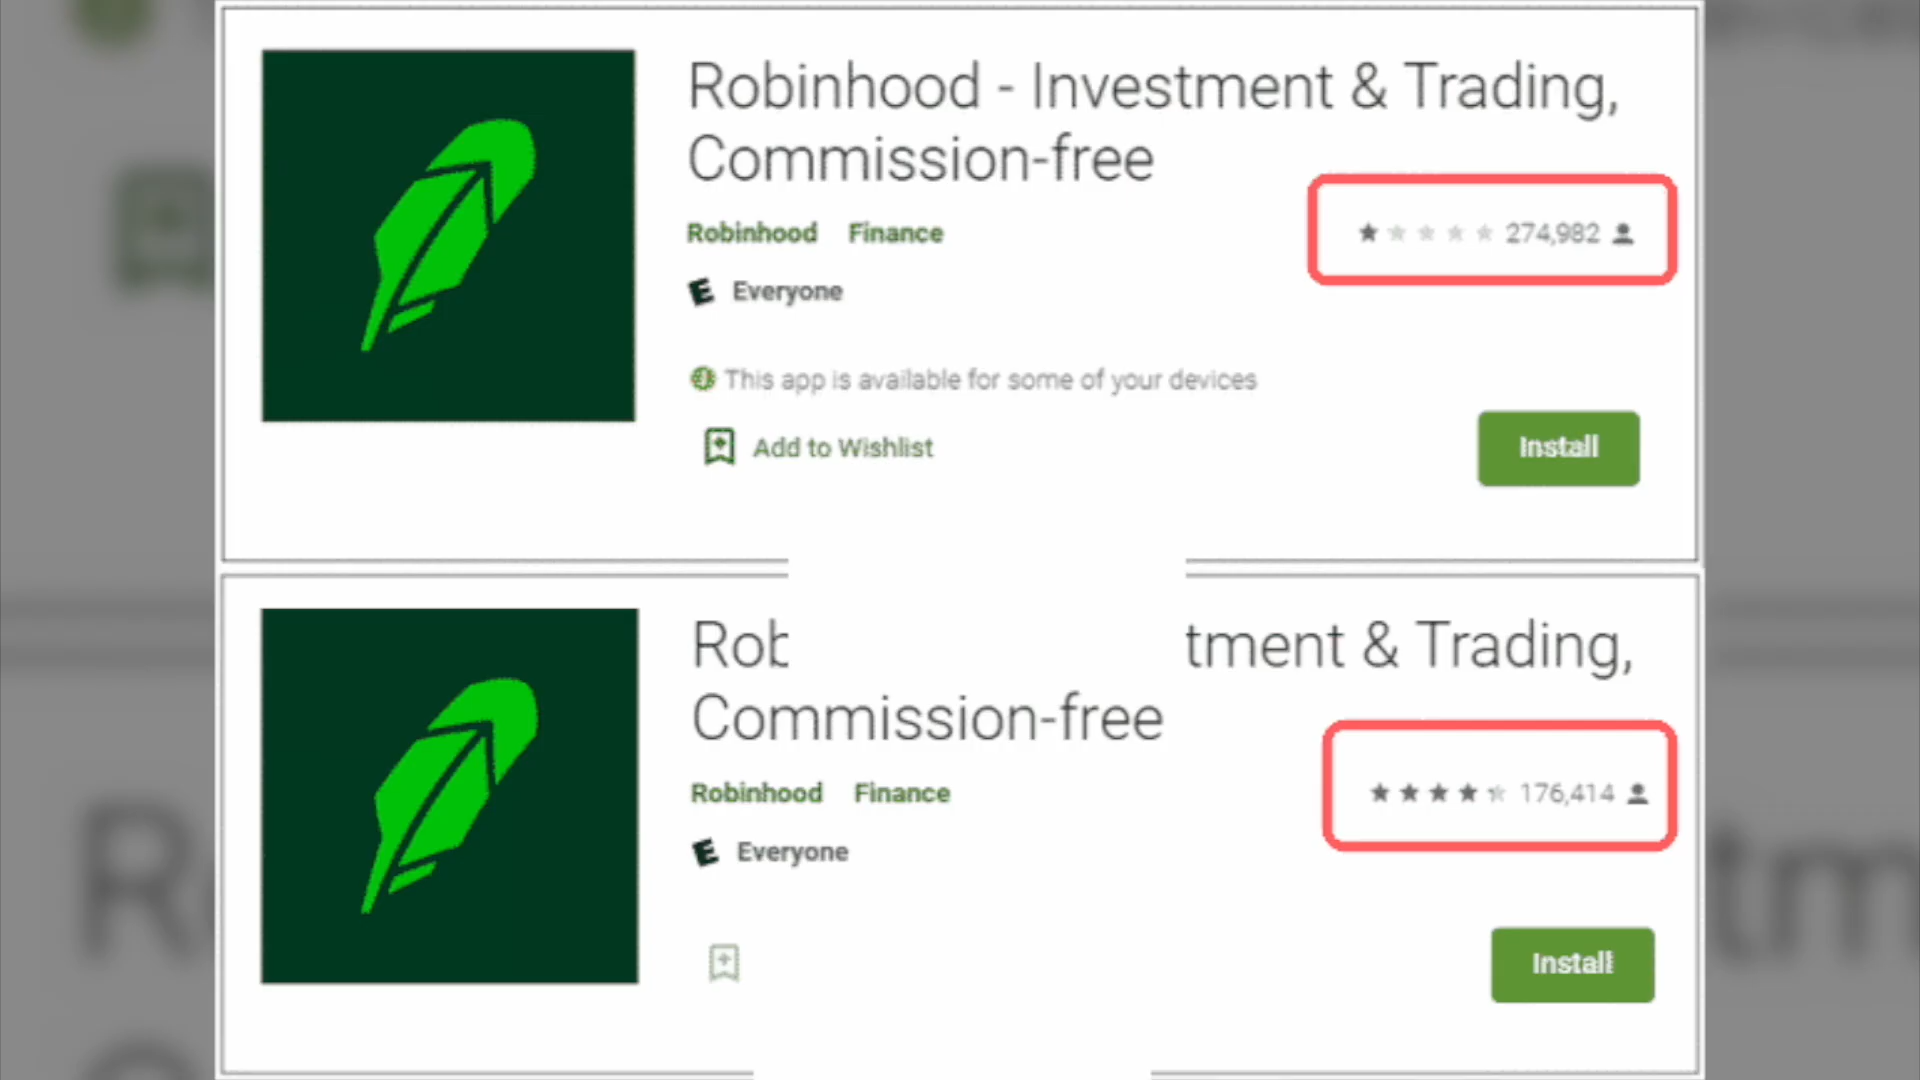 Robinhood - Investment & Trading,
Commission-free
Robinhood Finance
274,982
E Everyone
This app is available for some of your devices
Add to Wishlist
Install
Rob tment & Trading,
Commission-free
Robinhood Finance
176,414
E Everyone
Install